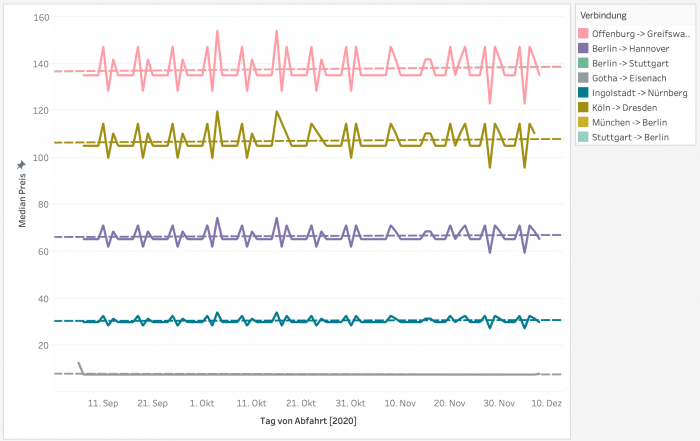 160
140
120
100
80
60
40
20
Median Preis
11. Sep 21. Sep 1. Okt 11. Okt 21. Okt 31. Okt 10. Nov 20. Nov 30. Nov 10. Dez
Tag von Abfahrt [2020]
Verbindung
Offenburg -> Greifswa..
Berlin -> Hannover
Berlin -> Stuttgart
Gotha -> Eisenach
Ingolstadt -> Nürnberg
Köln -> Dresden
München -> Berlin
Stuttgart -> Berlin